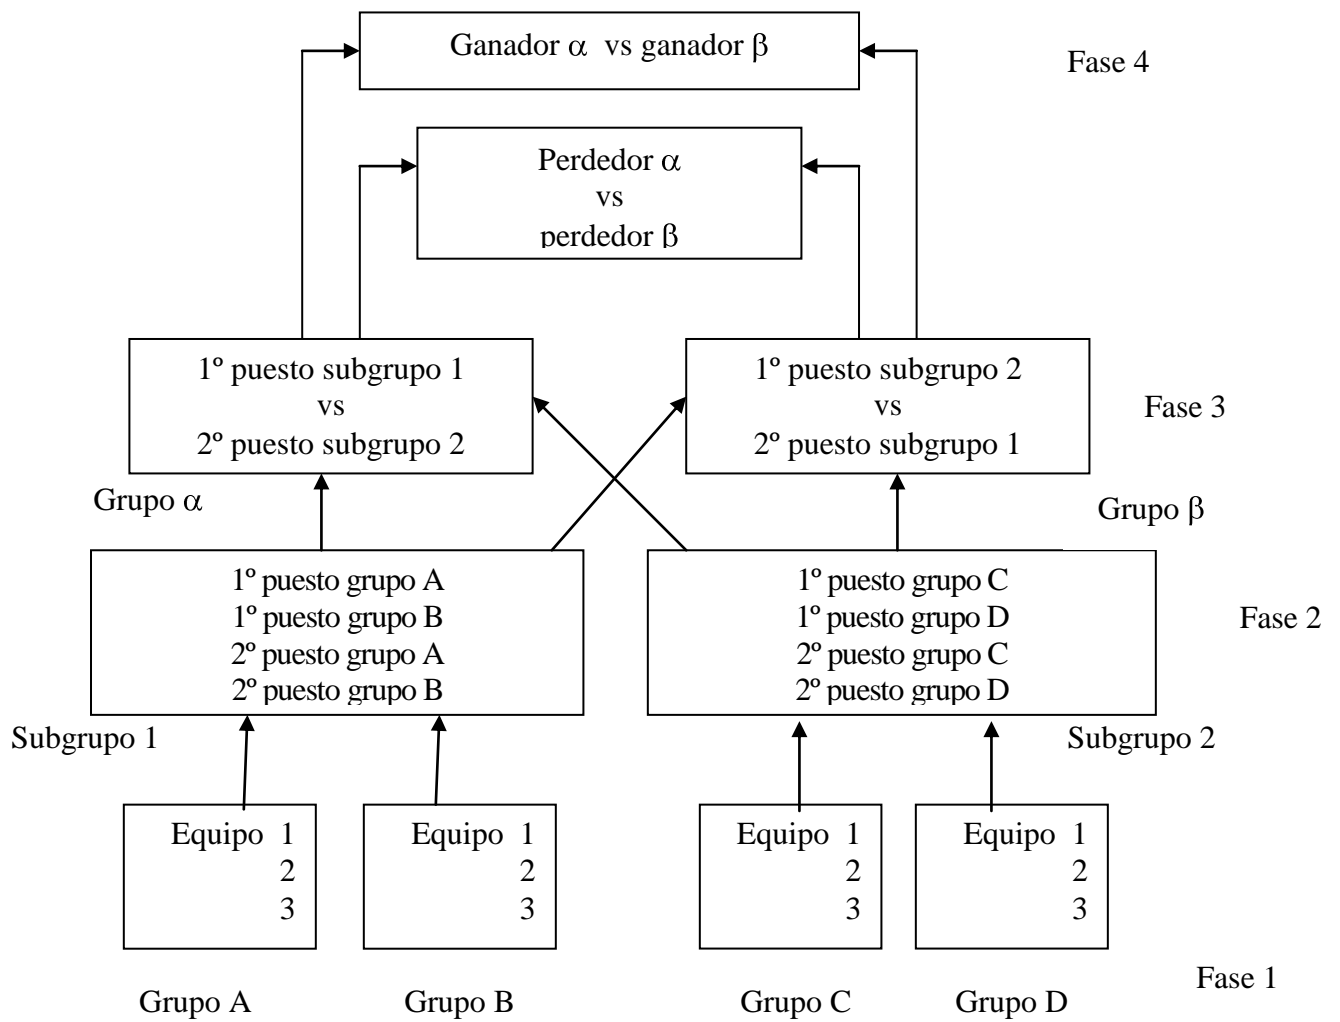 Ganador α vs ganador β
Fase 4
Perdedor α
vs
perdedor β
1º puesto subgrupo 1
vs
2º puesto subgrupo 2
1º puesto subgrupo 2
vs
2º puesto subgrupo 1
Fase 3
Grupo α
Grupo β
1º puesto grupo A
1º puesto grupo B
2º puesto grupo A
2º puesto grupo B
1º puesto grupo C
1º puesto grupo D
2º puesto grupo C
2º puesto grupo D
Fase 2
Subgrupo 1
Subgrupo 2
Equipo 1
2
3
Equipo 1
2
3
Equipo 1
2
3
Equipo 1
2
3
Fase 1
Grupo A
Grupo B
Grupo C
Grupo D